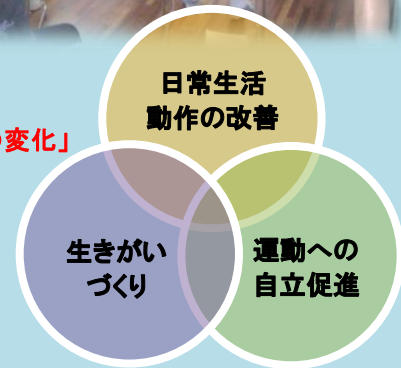 日常生活
動作の改善
変化」
生きがい
づくり
運動への
自立促進